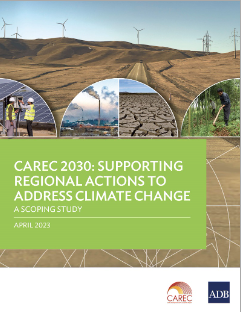 CAREC 2030: SUPPORTING
REGIONAL ACTIONS TO
ADDRESS CLIMATE CHANGE
A SCOPING STUDY
APRIL 2023
CAREC
ADB